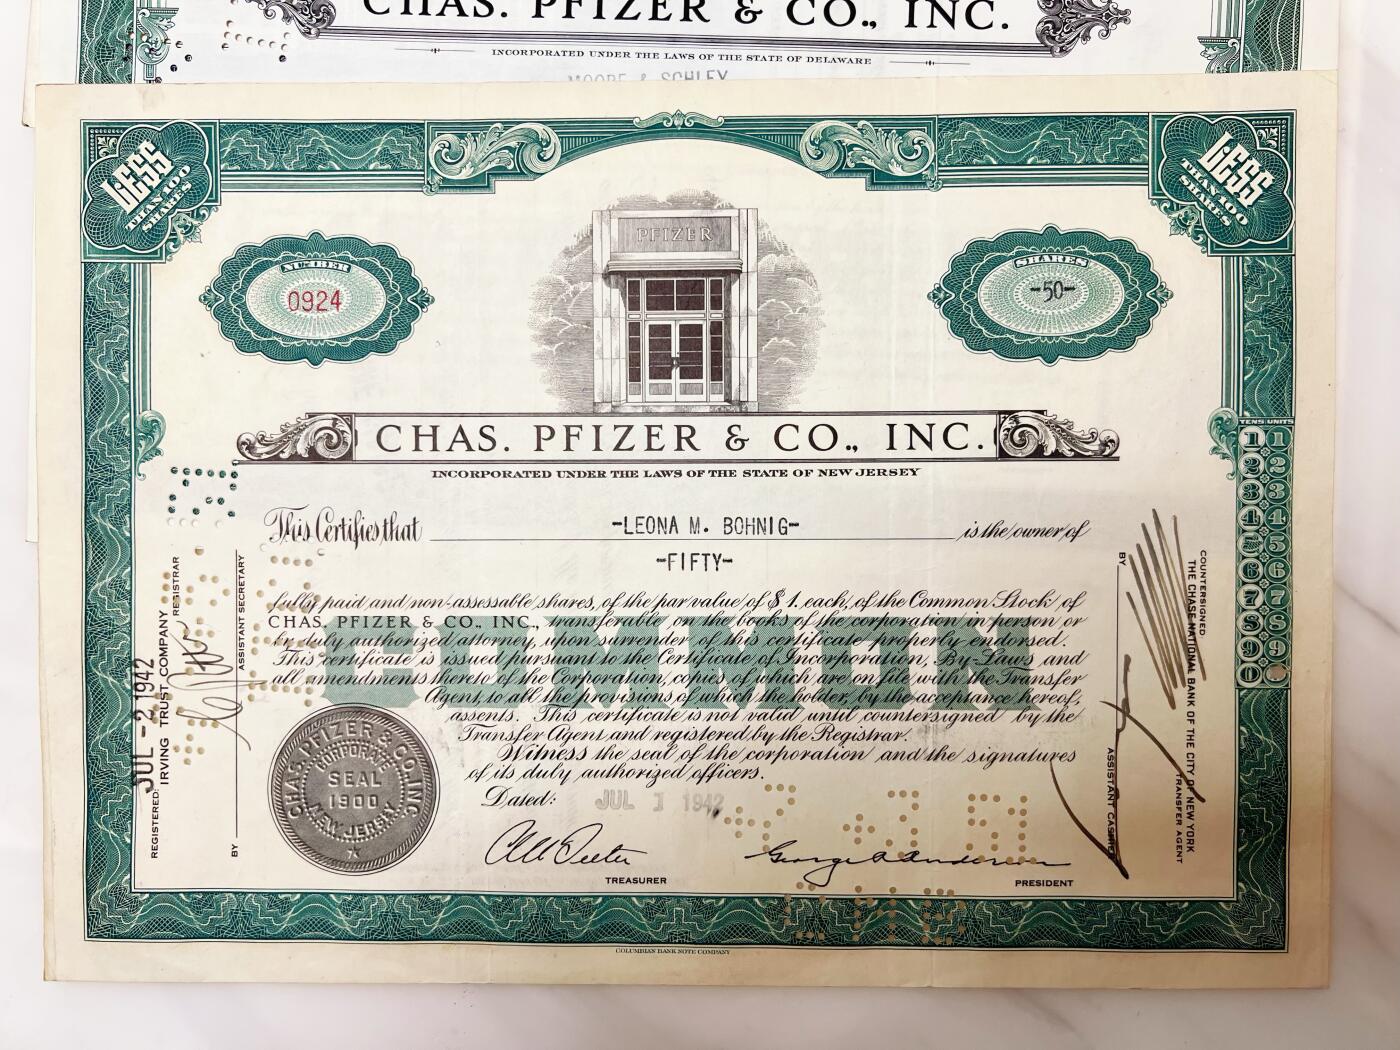 CHAS. PFIZER & CO., INC.
INCORPORATED UNDER THE LAWS OF THE STATE OF DELAWARE
MOORE & SCHLEY
LESS THAN 100 SHARES
LESS THAN 100 SHARES
PFIZER
NUMBER
0924
SHARES
-50-
CHAS. PFIZER & CO., INC.
INCORPORATED UNDER THE LAWS OF THE STATE OF NEW JERSEY
This Certifies that -LEONA M. BOHNIG- is the owner of
-FIFTY-
fully paid and non-assessable shares, of the par value of $1. each, of the Common Stock of
CHAS. PFIZER & CO., INC., transferable on the books of the corporation in person or
by duly authorized attorney, upon surrender of this certificate properly endorsed.
This certificate is issued pursuant to the Certificate of Incorporation, By-Laws and
all amendments thereto of the Corporation, copies of which are on file with the Transfer
Agent, to all the provisions of which the holder, by the acceptance hereof,
assents. This certificate is not valid until countersigned by the
Transfer Agent and registered by the Registrar.
Witness the seal of the corporation and the signatures
of its duly authorized officers.
COMMON
Dated: JUL 1 1942
TREASURER
George A Anderson
PRESIDENT
CHAS. PFIZER & CO. INC.
CORPORATE
SEAL
1900
NEW JERSEY
REGISTERED: JUL - 2 1942
IRVING TRUST COMPANY
REGISTRAR
BY
ASSISTANT SECRETARY
COUNTERSIGNED:
THE CHASE NATIONAL BANK OF THE CITY OF NEW YORK
TRANSFER AGENT
BY
ASSISTANT CASHIER
TENS UNITS
1 1
2 2
3 3
4 4
5 5
6 6
7 7
8 8
9 9
0 0
COLUMBIAN BANK NOTE COMPANY